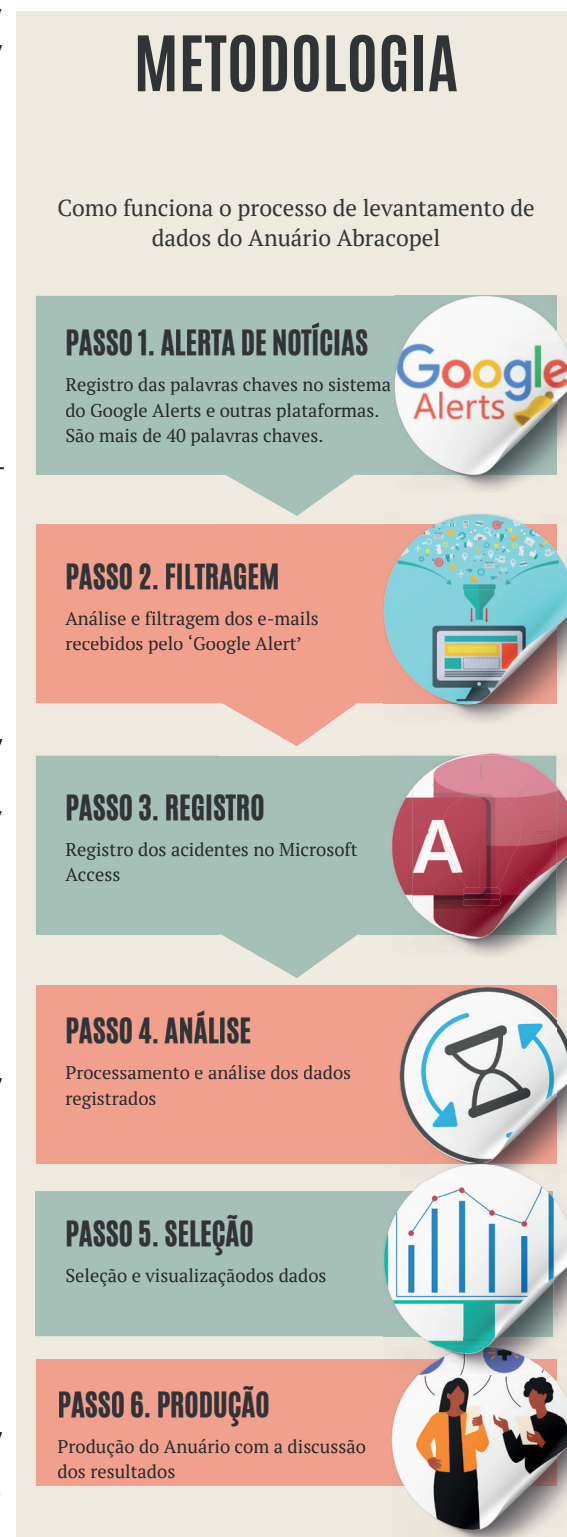 METODOLOGIA
Como funciona o processo de levantamento de
dados do Anuário Abracopel
PASSO 1. ALERTA DE NOTÍCIAS
Registro das palavras chaves no sistema
do Google Alerts e outras plataformas.
São mais de 40 palavras chaves.
Google
Alerts
PASSO 2. FILTRAGEM
Análise e filtragem dos e-mails
recebidos pelo ‘Google Alert’
PASSO 3. REGISTRO
Registro dos acidentes no Microsoft
Access
A
PASSO 4. ANÁLISE
Processamento e análise dos dados
registrados
PASSO 5. SELEÇÃO
Seleção e visualizaçãodos dados
PASSO 6. PRODUÇÃO
Produção do Anuário com a discussão
dos resultados